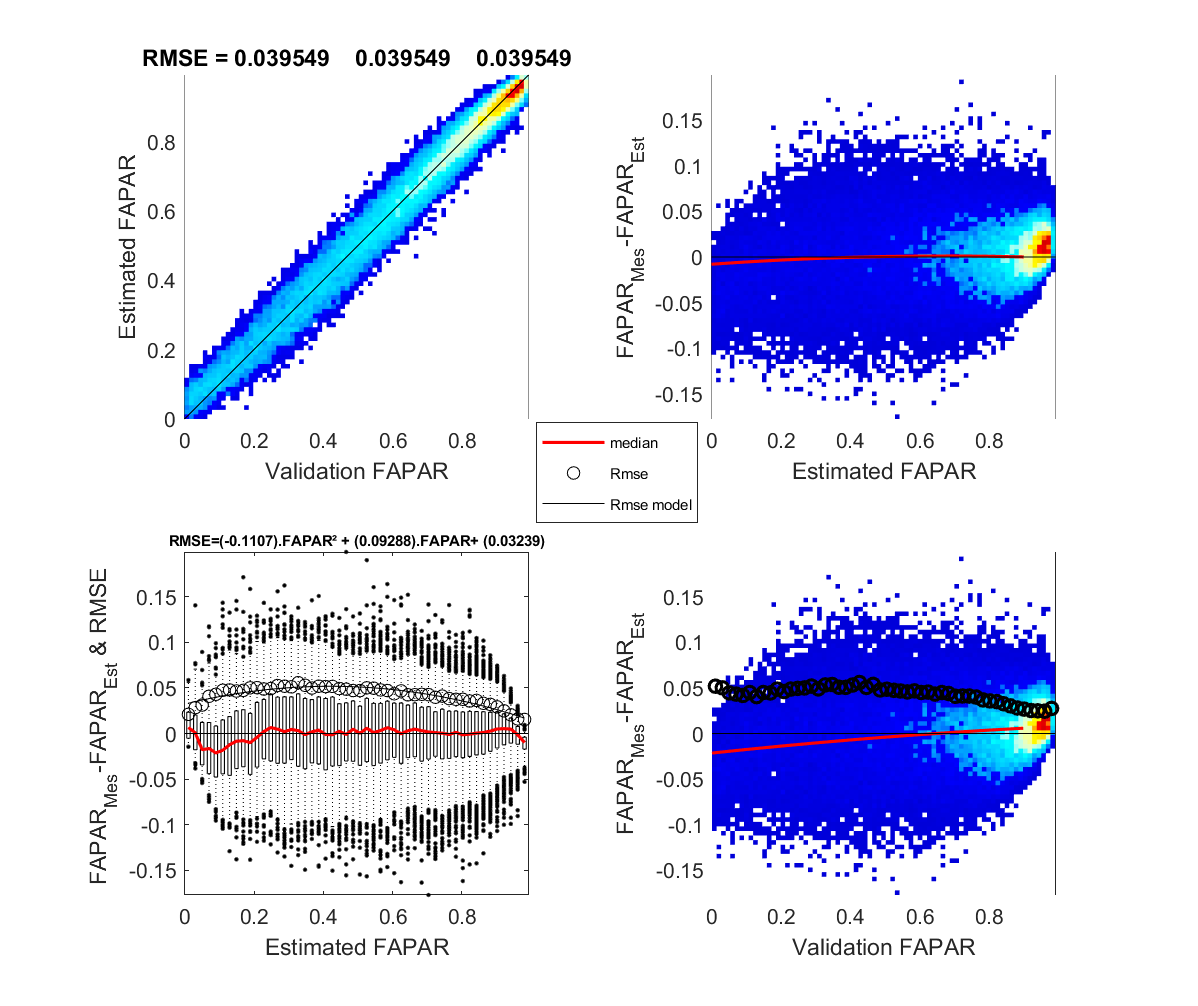 RMSE = 0.039549 0.039549 0.039549
Estimated FAPAR
0.8
0.6
0.4
0.2
0
0 0.2 0.4 0.6 0.8
Validation FAPAR
FAPAR_Mes-FAPAR_Est
0.15
0.1
0.05
0
-0.05
-0.1
-0.15
0 0.2 0.4 0.6 0.8
Estimated FAPAR
median
Rmse
Rmse model
RMSE=(-0.1107).FAPAR² + (0.09288).FAPAR+ (0.03239)
FAPAR_Mes-FAPAR_Est & RMSE
0.15
0.1
0.05
0
-0.05
-0.1
-0.15
0 0.2 0.4 0.6 0.8
Estimated FAPAR
FAPAR_Mes-FAPAR_Est
0.15
0.1
0.05
0
-0.05
-0.1
-0.15
0 0.2 0.4 0.6 0.8
Validation FAPAR